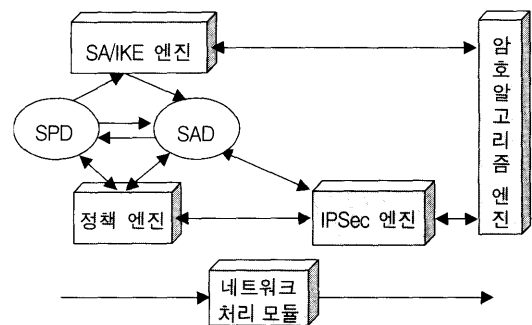 SA/IKE 엔진
암호알고리즘 엔진
SPD
SAD
정책 엔진
IPSec 엔진
네트워크
처리 모듈